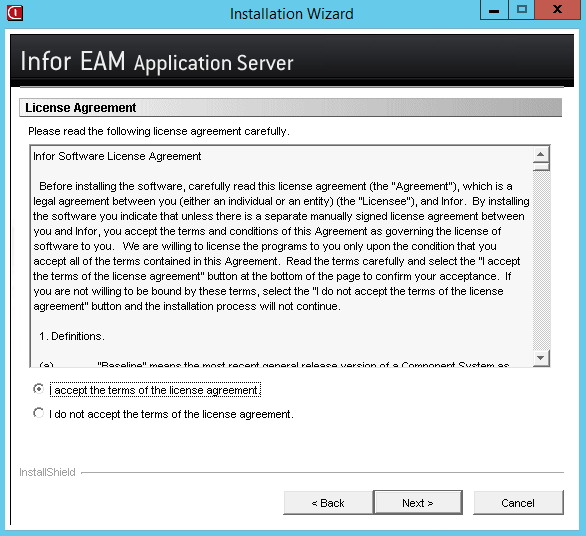 Installation Wizard
Infor EAM Application Server
License Agreement
Please read the following license agreement carefully.
Infor Software License Agreement
Before installing the software, carefully read this license agreement (the "Agreement"), which is a
legal agreement between you (either an individual or an entity) (the "Licensee"), and Infor. By installing
the software you indicate that unless there is a separate manually signed license agreement between
you and Infor, you accept the terms and conditions of this Agreement as governing the license of
software to you. We are willing to license the programs to you only upon the condition that you
accept all of the terms contained in this Agreement. Read the terms carefully and select the "I accept
the terms of the license agreement" button at the bottom of the page to confirm your acceptance. If
you are not willing to be bound by these terms, select the "I do not accept the terms of the license
agreement" button and the installation process will not continue.
1. Definitions.
(a) "Baseline" means the most recent general release version of a Component System as
I accept the terms of the license agreement.
I do not accept the terms of the license agreement.
InstallShield
< Back Next > Cancel